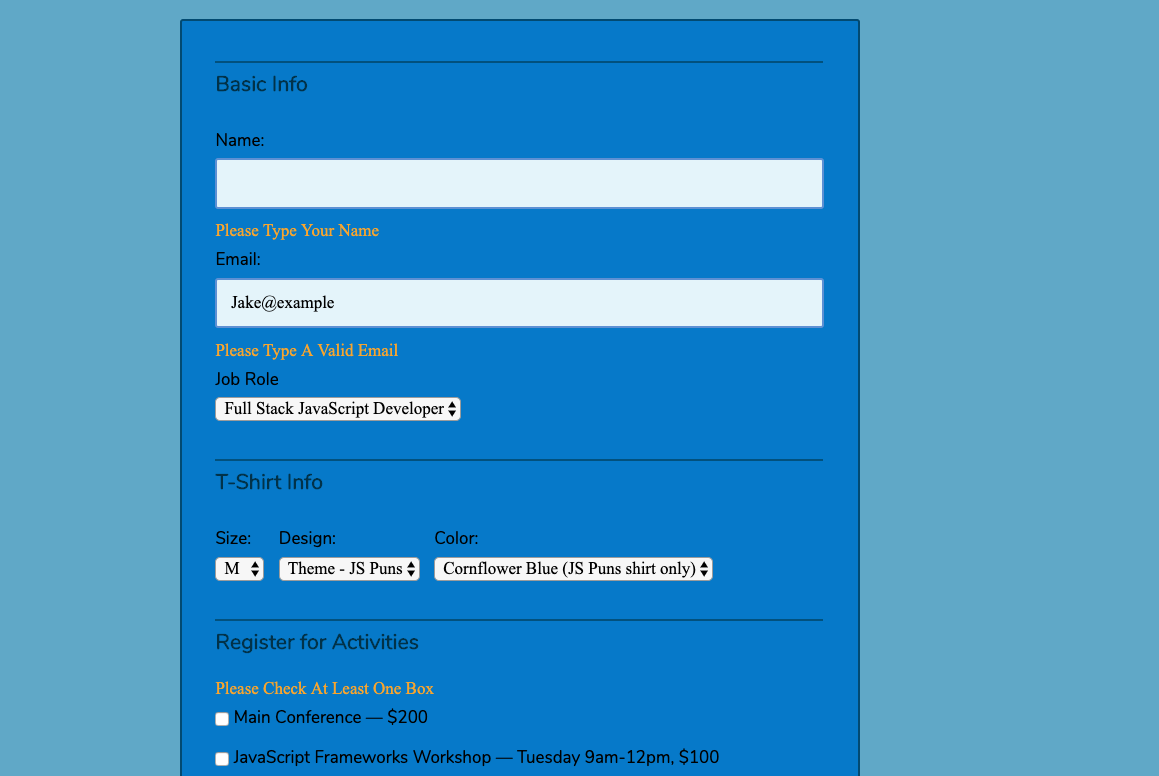 Basic Info
Name:
Please Type Your Name
Email:
Jake@example
Please Type A Valid Email
Job Role
Full Stack JavaScript Developer
T-Shirt Info
Size: Design: Color:
M Theme - JS Puns Cornflower Blue (JS Puns shirt only)
Register for Activities
Please Check At Least One Box
Main Conference — $200
JavaScript Frameworks Workshop — Tuesday 9am-12pm, $100